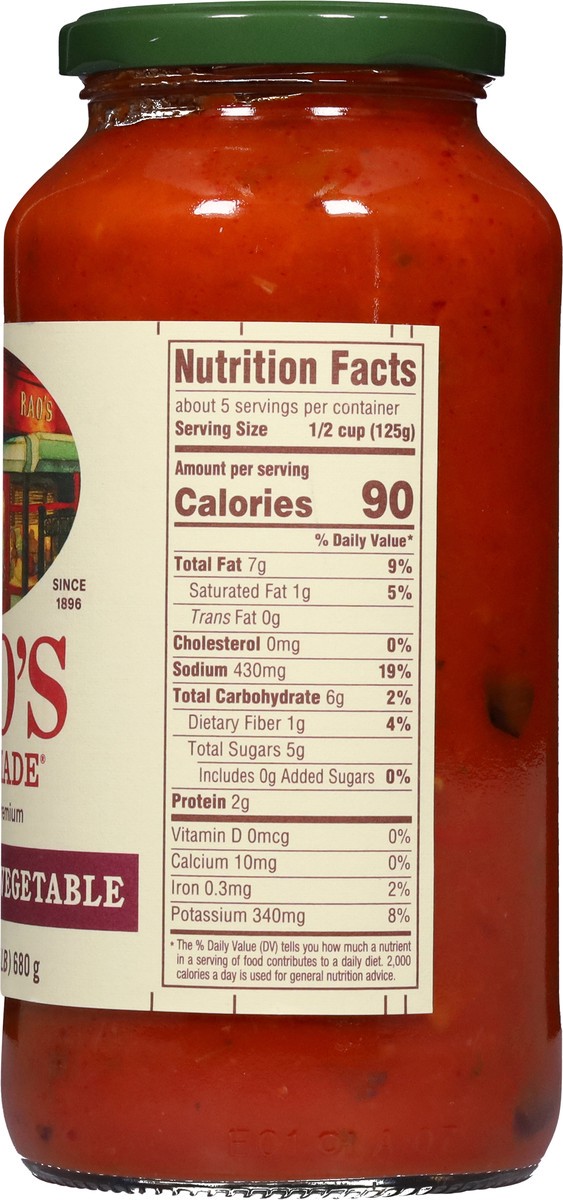 RAO'S
SINCE
1896
O'S
MADE®
premium
VEGETABLE
LB) 680 g
Nutrition Facts
about 5 servings per container
Serving Size 1/2 cup (125g)
Amount per serving
Calories 90
% Daily Value*
Total Fat 7g 9%
Saturated Fat 1g 5%
Trans Fat 0g
Cholesterol 0mg 0%
Sodium 430mg 19%
Total Carbohydrate 6g 2%
Dietary Fiber 1g 4%
Total Sugars 5g
Includes 0g Added Sugars 0%
Protein 2g
Vitamin D 0mcg 0%
Calcium 10mg 0%
Iron 0.3mg 2%
Potassium 340mg 8%
* The % Daily Value (DV) tells you how much a nutrient
in a serving of food contributes to a daily diet. 2,000
calories a day is used for general nutrition advice.